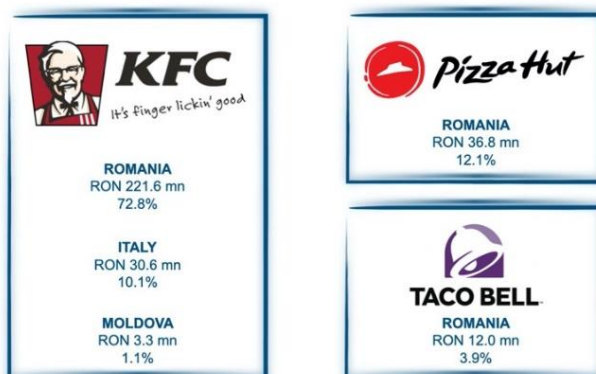 KFC
It's finger lickin' good
ROMANIA
RON 221.6 mn
72.8%
ITALY
RON 30.6 mn
10.1%
MOLDOVA
RON 3.3 mn
1.1%
Pizza Hut
ROMANIA
RON 36.8 mn
12.1%
TACO BELL
ROMANIA
RON 12.0 mn
3.9%